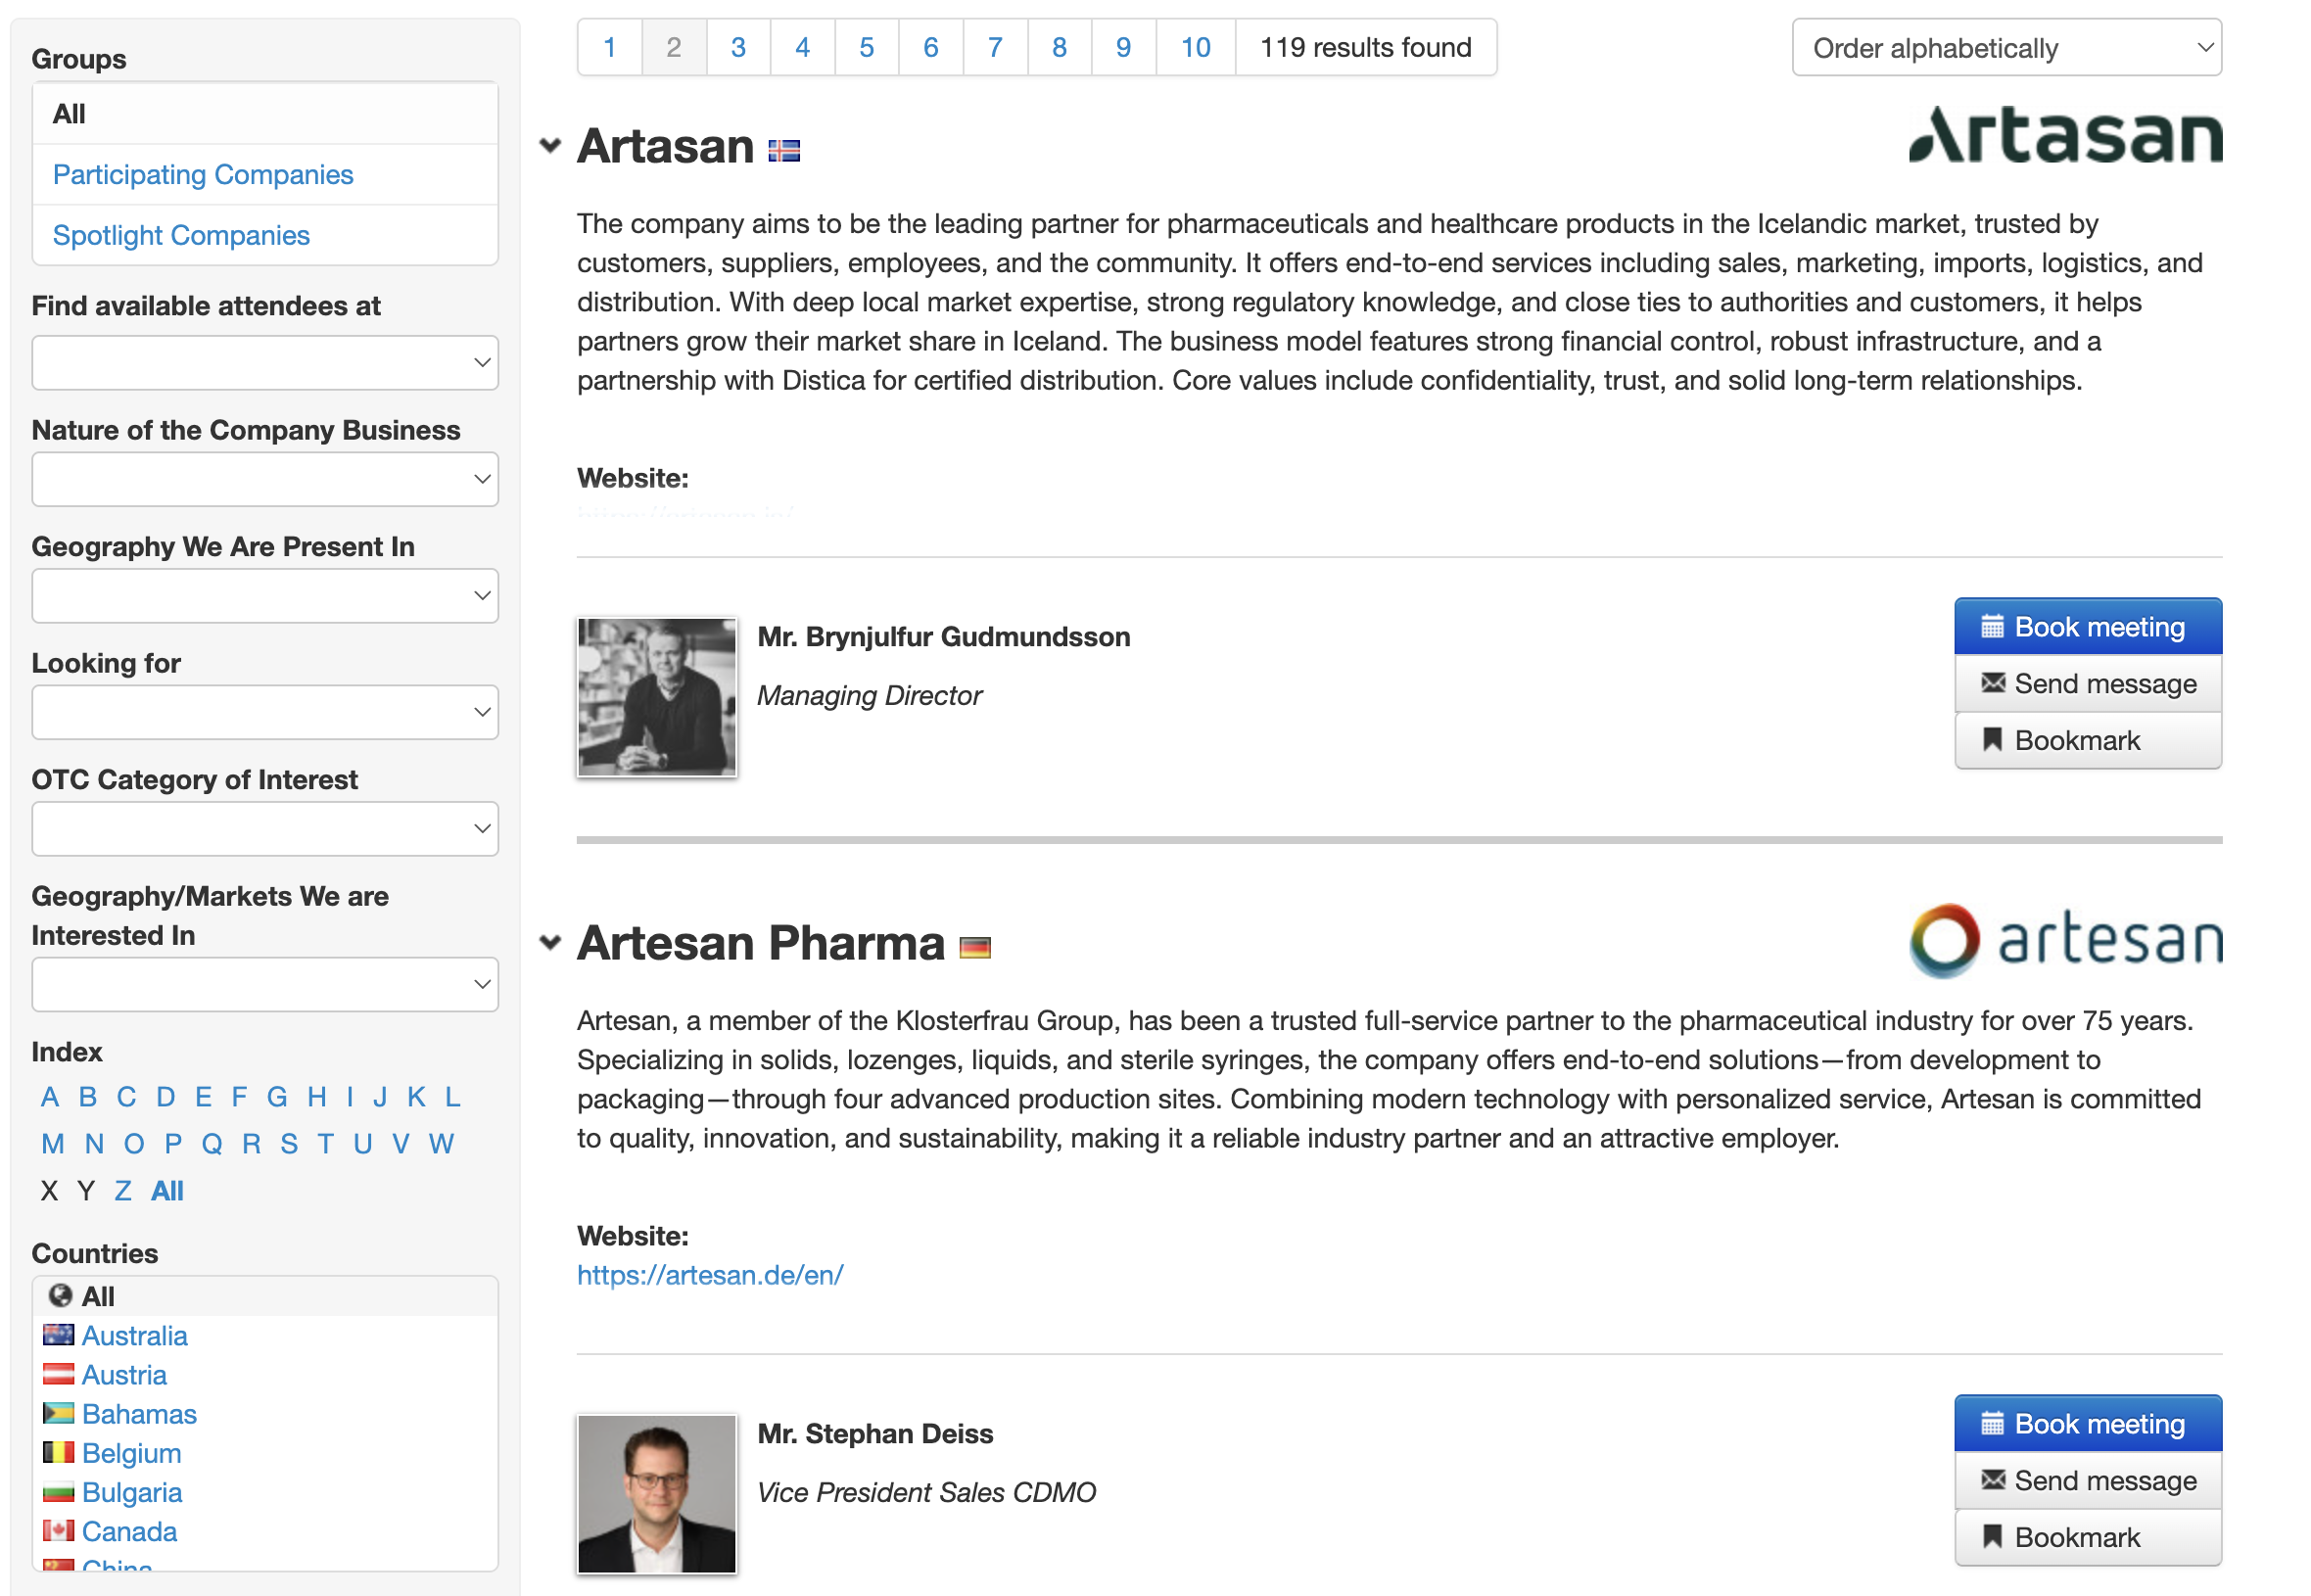 Groups
All
Participating Companies
Spotlight Companies
Find available attendees at
Nature of the Company Business
Geography We Are Present In
Looking for
OTC Category of Interest
Geography/Markets We are
Interested In
Index
A B C D E F G H I J K L
M N O P Q R S T U V W
X Y Z All
Countries
All
Australia
Austria
Bahamas
Belgium
Bulgaria
Canada
China
1 2 3 4 5 6 7 8 9 10 119 results found
Order alphabetically
Artasan
Artasan
The company aims to be the leading partner for pharmaceuticals and healthcare products in the Icelandic market, trusted by
customers, suppliers, employees, and the community. It offers end-to-end services including sales, marketing, imports, logistics, and
distribution. With deep local market expertise, strong regulatory knowledge, and close ties to authorities and customers, it helps
partners grow their market share in Iceland. The business model features strong financial control, robust infrastructure, and a
partnership with Distica for certified distribution. Core values include confidentiality, trust, and solid long-term relationships.
Website:
Mr. Brynjulfur Gudmundsson
Managing Director
Book meeting
Send message
Bookmark
Artesan Pharma
artesan
Artesan, a member of the Klosterfrau Group, has been a trusted full-service partner to the pharmaceutical industry for over 75 years.
Specializing in solids, lozenges, liquids, and sterile syringes, the company offers end-to-end solutions—from development to
packaging—through four advanced production sites. Combining modern technology with personalized service, Artesan is committed
to quality, innovation, and sustainability, making it a reliable industry partner and an attractive employer.
Website:
https://artesan.de/en/
Mr. Stephan Deiss
Vice President Sales CDMO
Book meeting
Send message
Bookmark